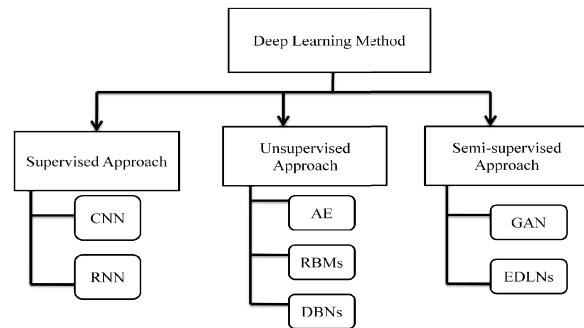 Deep Learning Method
Supervised Approach
CNN
RNN
Unsupervised
Approach
AE
RBMs
DBNs
Semi-supervised
Approach
GAN
EDLNs